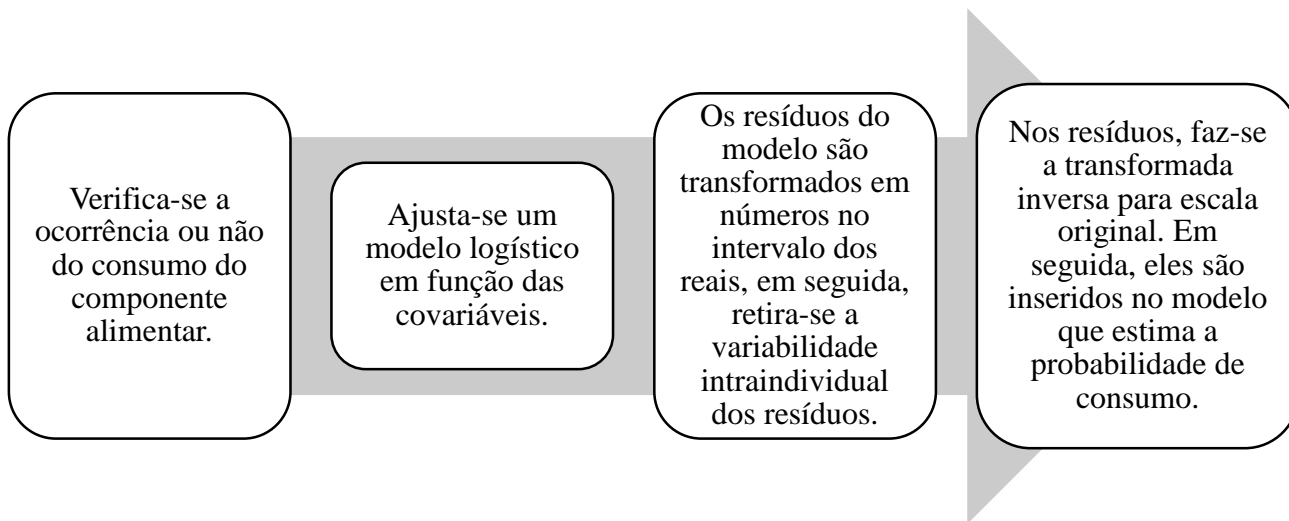 Verifica-se a
ocorrência ou não
do consumo do
componente
alimentar.
Ajusta-se um
modelo logístico
em função das
covariáveis.
Os resíduos do
modelo são
transformados em
números no
intervalo dos
reais, em seguida,
retira-se a
variabilidade
intraindividual
dos resíduos.
Nos resíduos, faz-se
a transformada
inversa para escala
original. Em
seguida, eles são
inseridos no modelo
que estima a
probabilidade de
consumo.